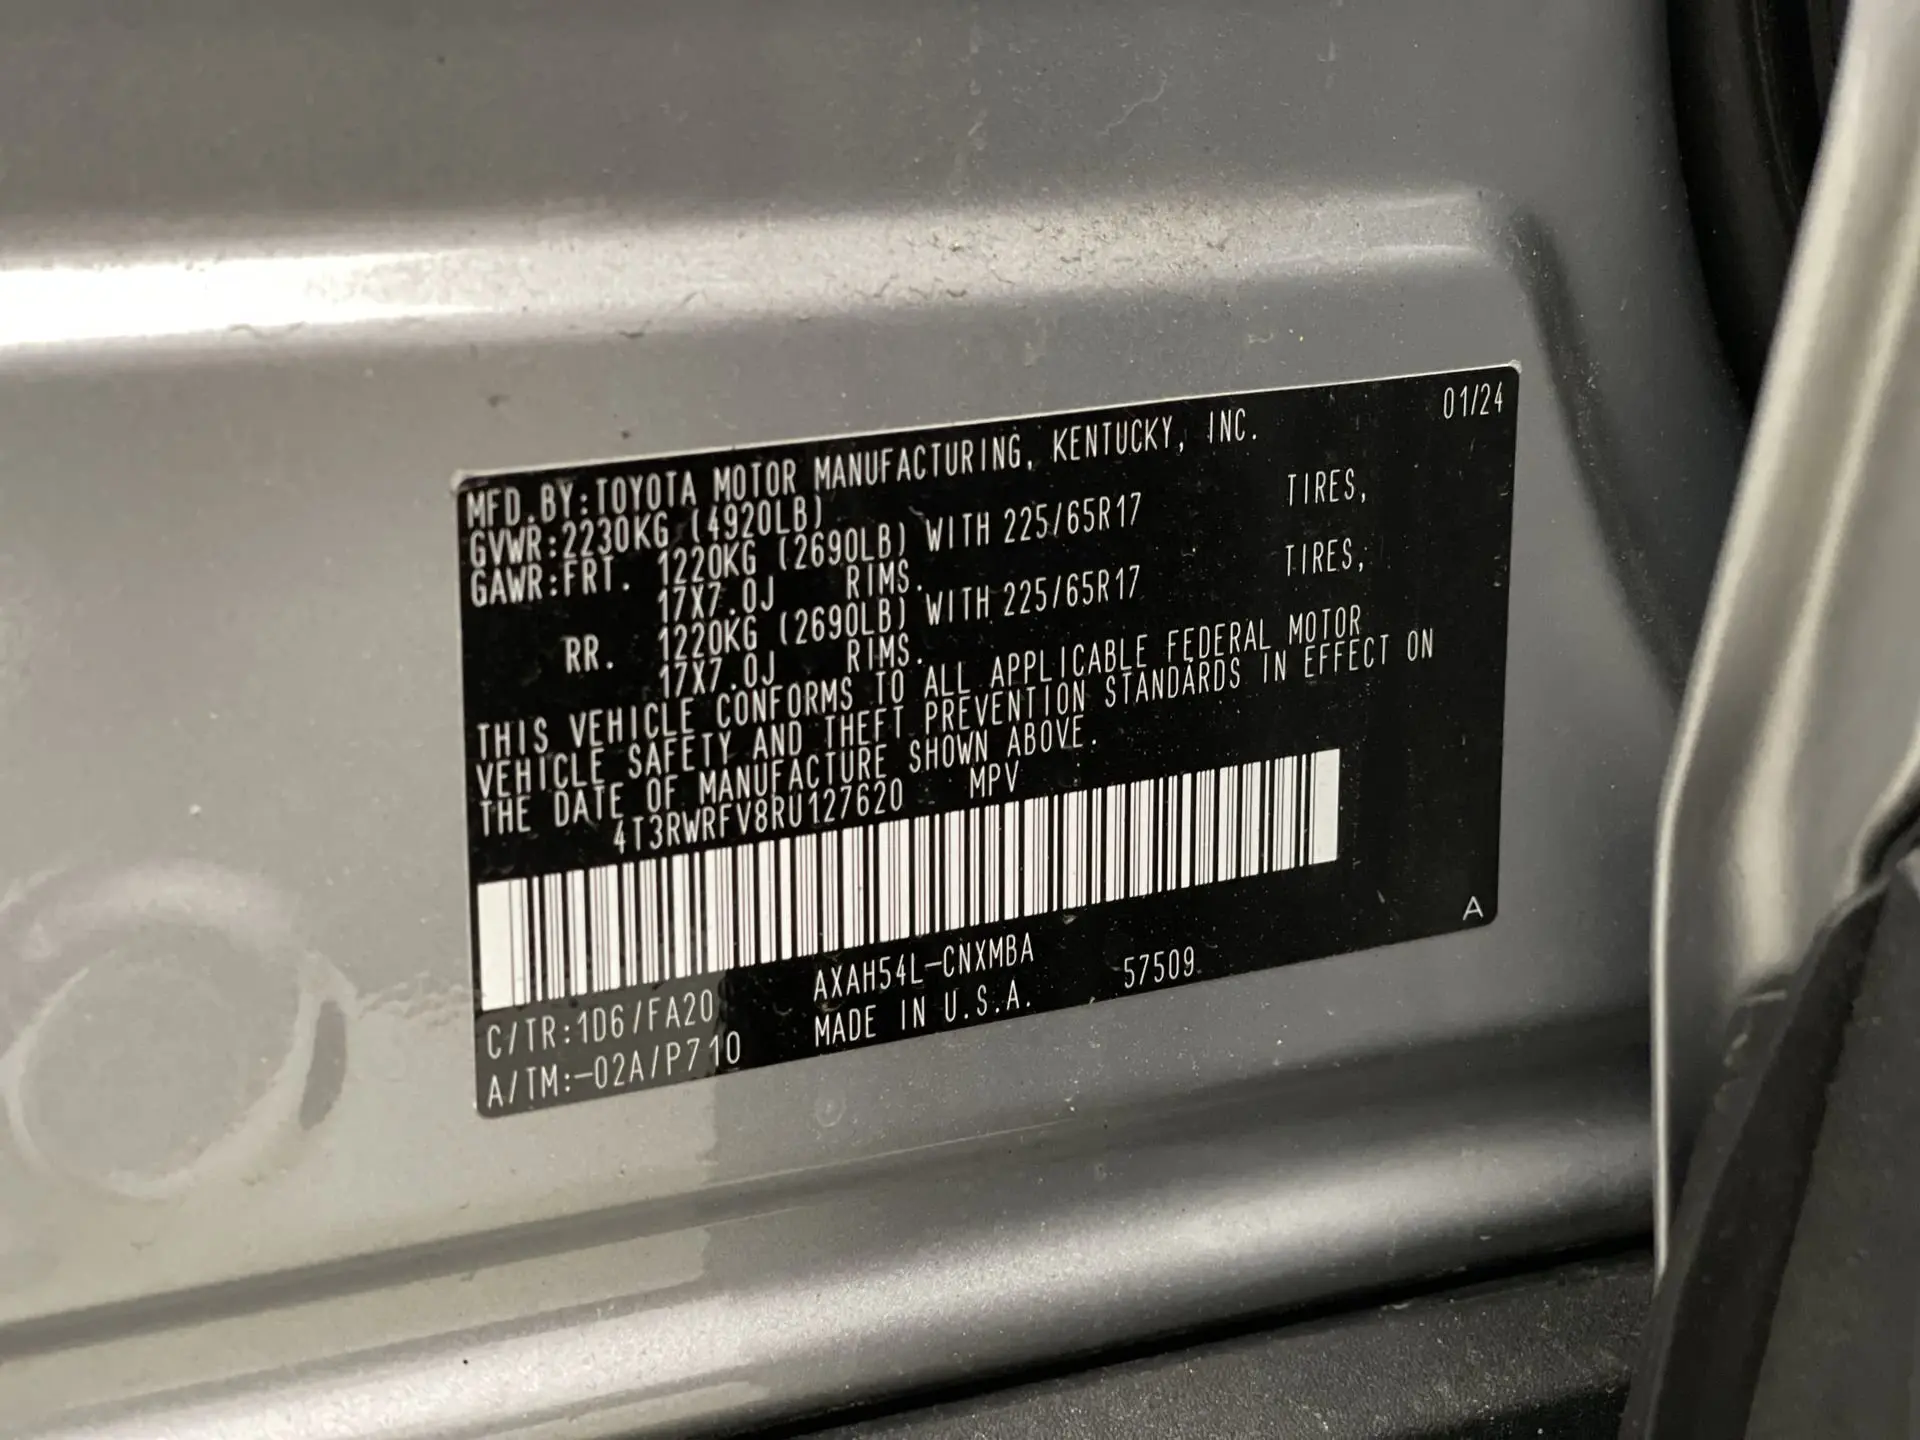 01/24
MFD.BY:TOYOTA MOTOR MANUFACTURING, KENTUCKY, INC.
GVWR:2230KG (4920LB)
GAWR:FRT. 1220KG (2690LB) WITH 225/65R17 TIRES,
17X7.0J RIMS.
RR. 1220KG (2690LB) WITH 225/65R17 TIRES,
17X7.0J RIMS.
THIS VEHICLE CONFORMS TO ALL APPLICABLE FEDERAL MOTOR
VEHICLE SAFETY AND THEFT PREVENTION STANDARDS IN EFFECT ON
THE DATE OF MANUFACTURE SHOWN ABOVE.
4T3RWRFV8RU127620 MPV
A
C/TR:1D6/FA20 AXAH54L-CNXMBA 57509
A/TM:-02A/P710 MADE IN U.S.A.